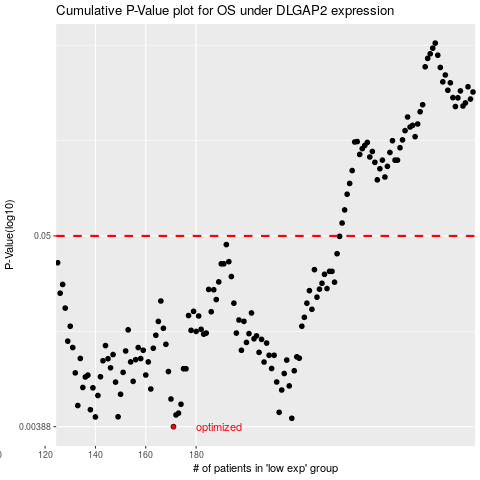 Cumulative P-Value plot for OS under DLGAP2 expression
P-Value(log10)
0.05
0.00388
optimized
0 120 140 160 180
# of patients in 'low exp' group